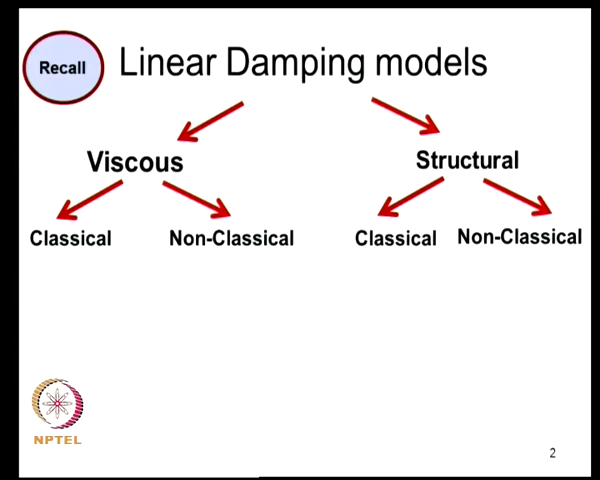 Recall
Linear Damping models
Viscous
Structural
Classical
Non-Classical
Classical
Non-Classical
NPTEL
2